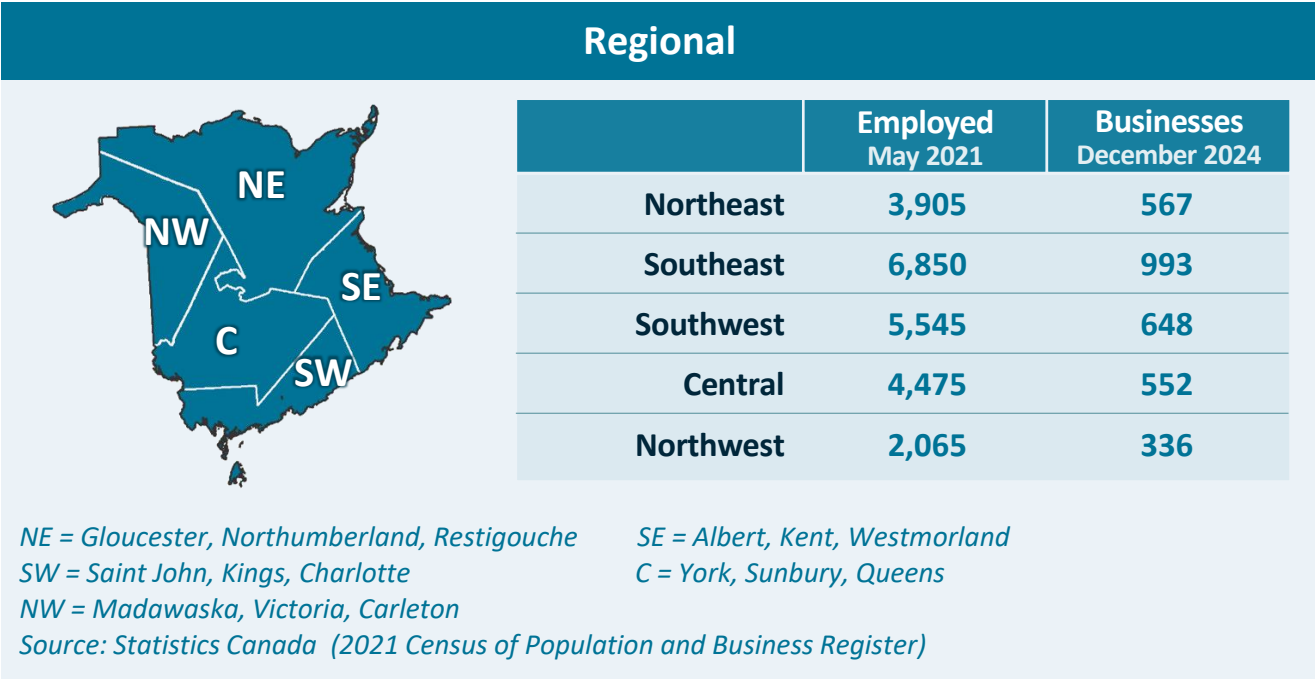 Regional
NE
NW
SE
C
SW
Employed Businesses
May 2021 December 2024
Northeast 3,905 567
Southeast 6,850 993
Southwest 5,545 648
Central 4,475 552
Northwest 2,065 336
NE = Gloucester, Northumberland, Restigouche SE = Albert, Kent, Westmorland
SW = Saint John, Kings, Charlotte C = York, Sunbury, Queens
NW = Madawaska, Victoria, Carleton
Source: Statistics Canada (2021 Census of Population and Business Register)